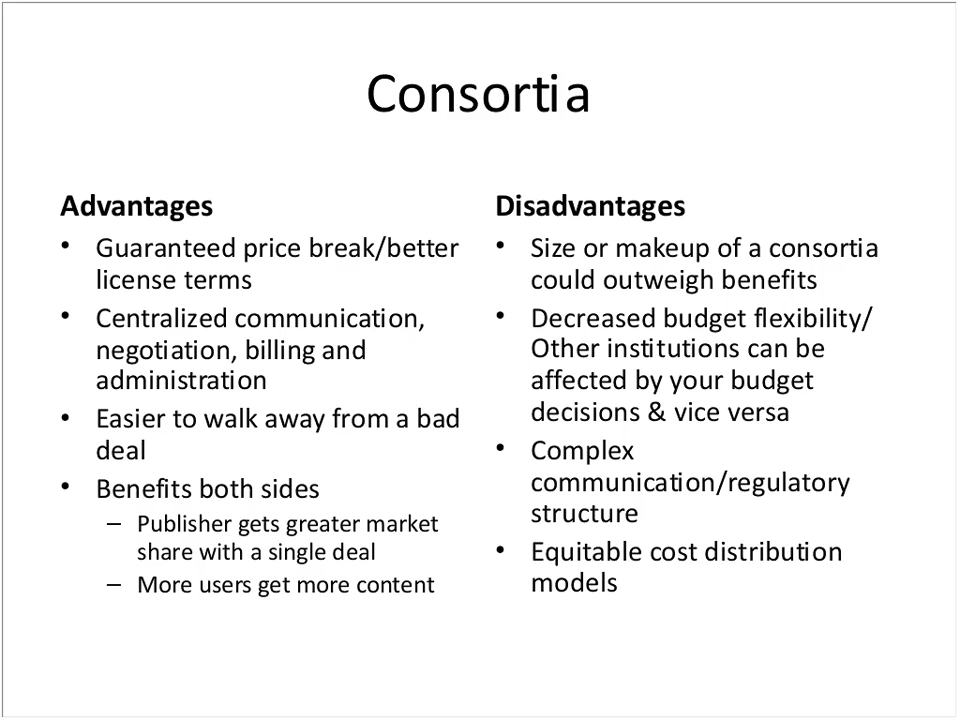 Consortia
Advantages
• Guaranteed price break/better
license terms
• Centralized communication,
negotiation, billing and
administration
• Easier to walk away from a bad
deal
• Benefits both sides
– Publisher gets greater market
share with a single deal
– More users get more content
Disadvantages
• Size or makeup of a consortia
could outweigh benefits
• Decreased budget flexibility/
Other institutions can be
affected by your budget
decisions & vice versa
• Complex
communication/regulatory
structure
• Equitable cost distribution
models